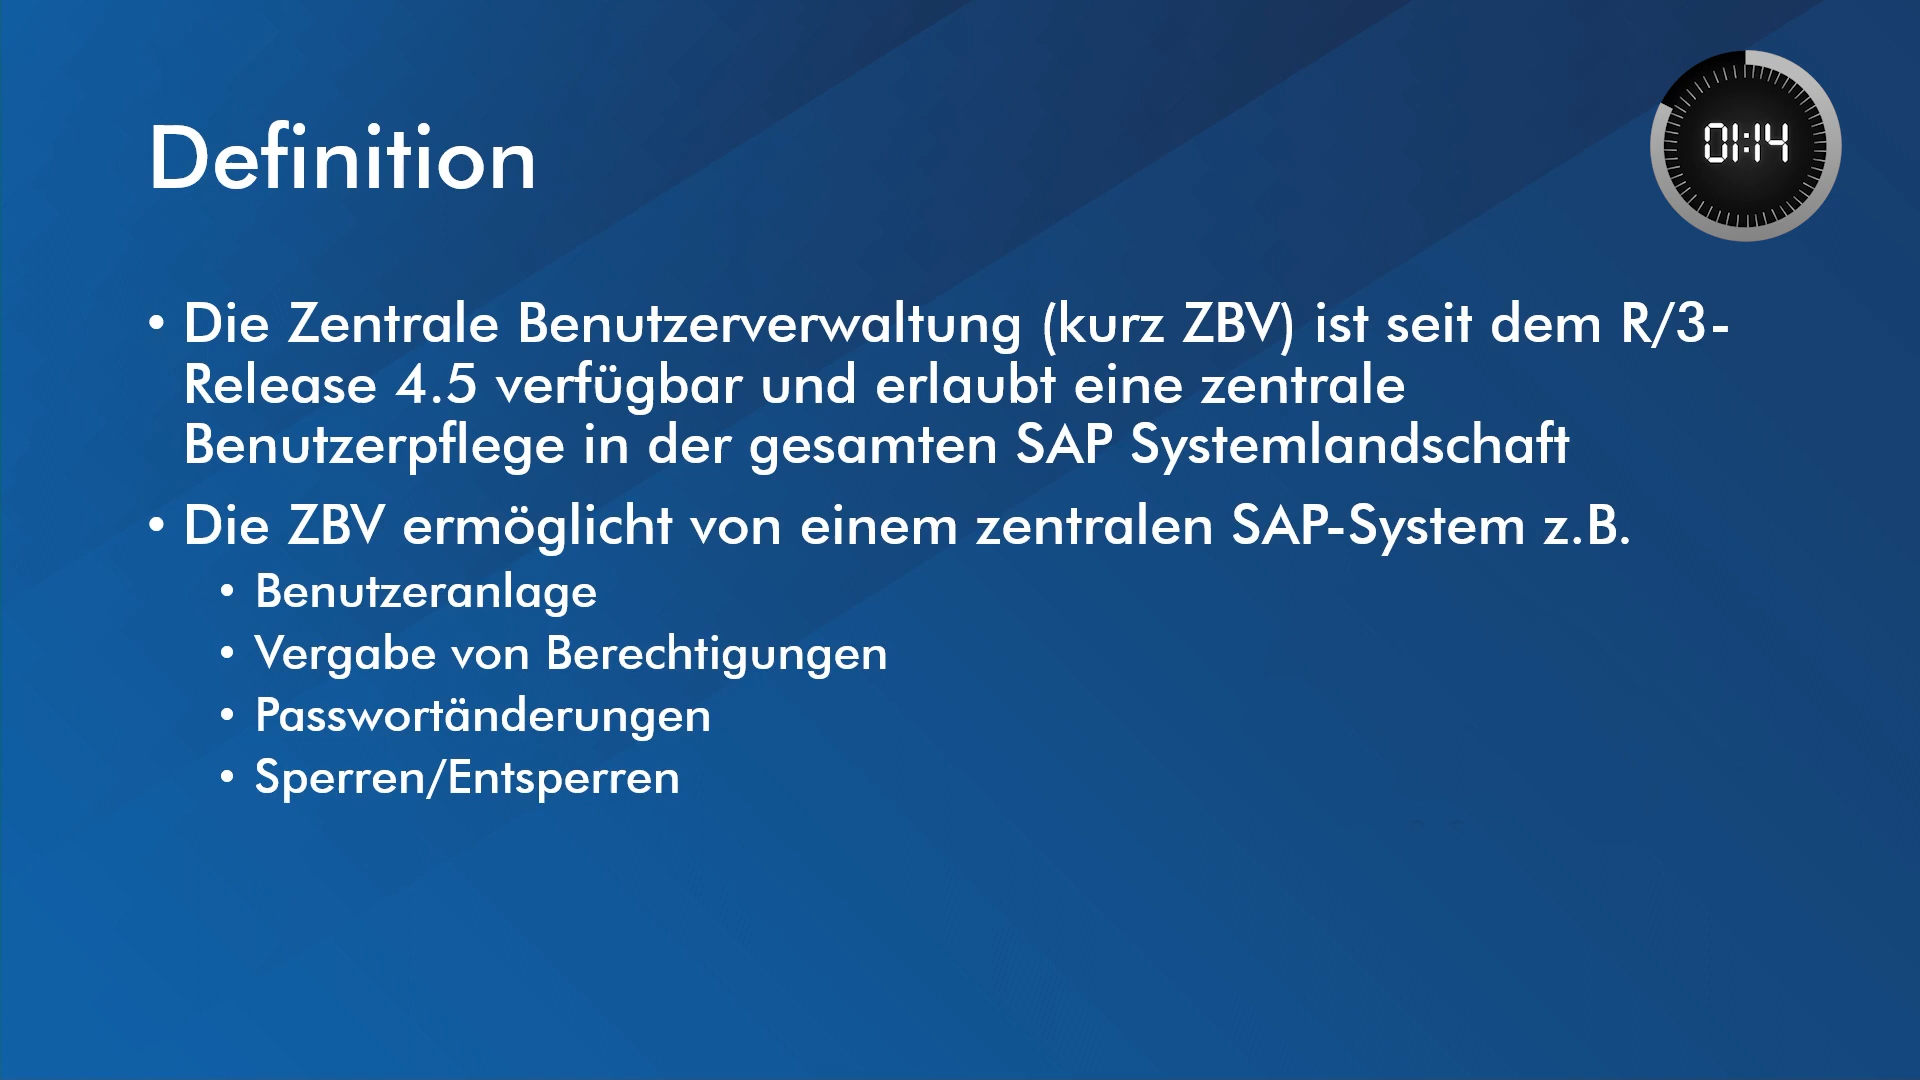 Definition
01:14
• Die Zentrale Benutzerverwaltung (kurz ZBV) ist seit dem R/3-
Release 4.5 verfügbar und erlaubt eine zentrale
Benutzerpflege in der gesamten SAP Systemlandschaft
• Die ZBV ermöglicht von einem zentralen SAP-System z.B.
• Benutzeranlage
• Vergabe von Berechtigungen
• Passwortänderungen
• Sperren/Entsperren